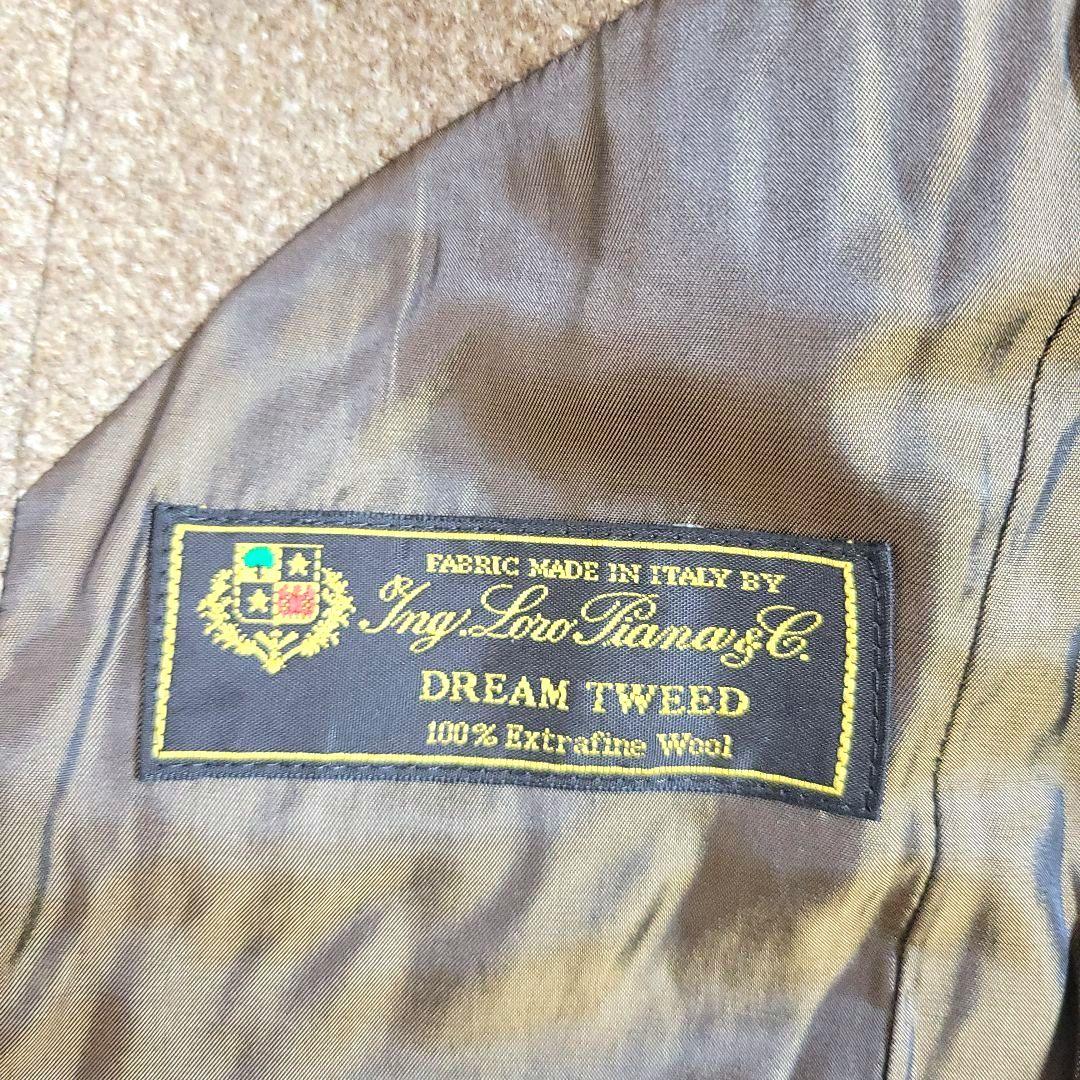 FABRIC MADE IN ITALY BY
Ing. Loro Piana & C.
DREAM TWEED
100% Extrafine Wool